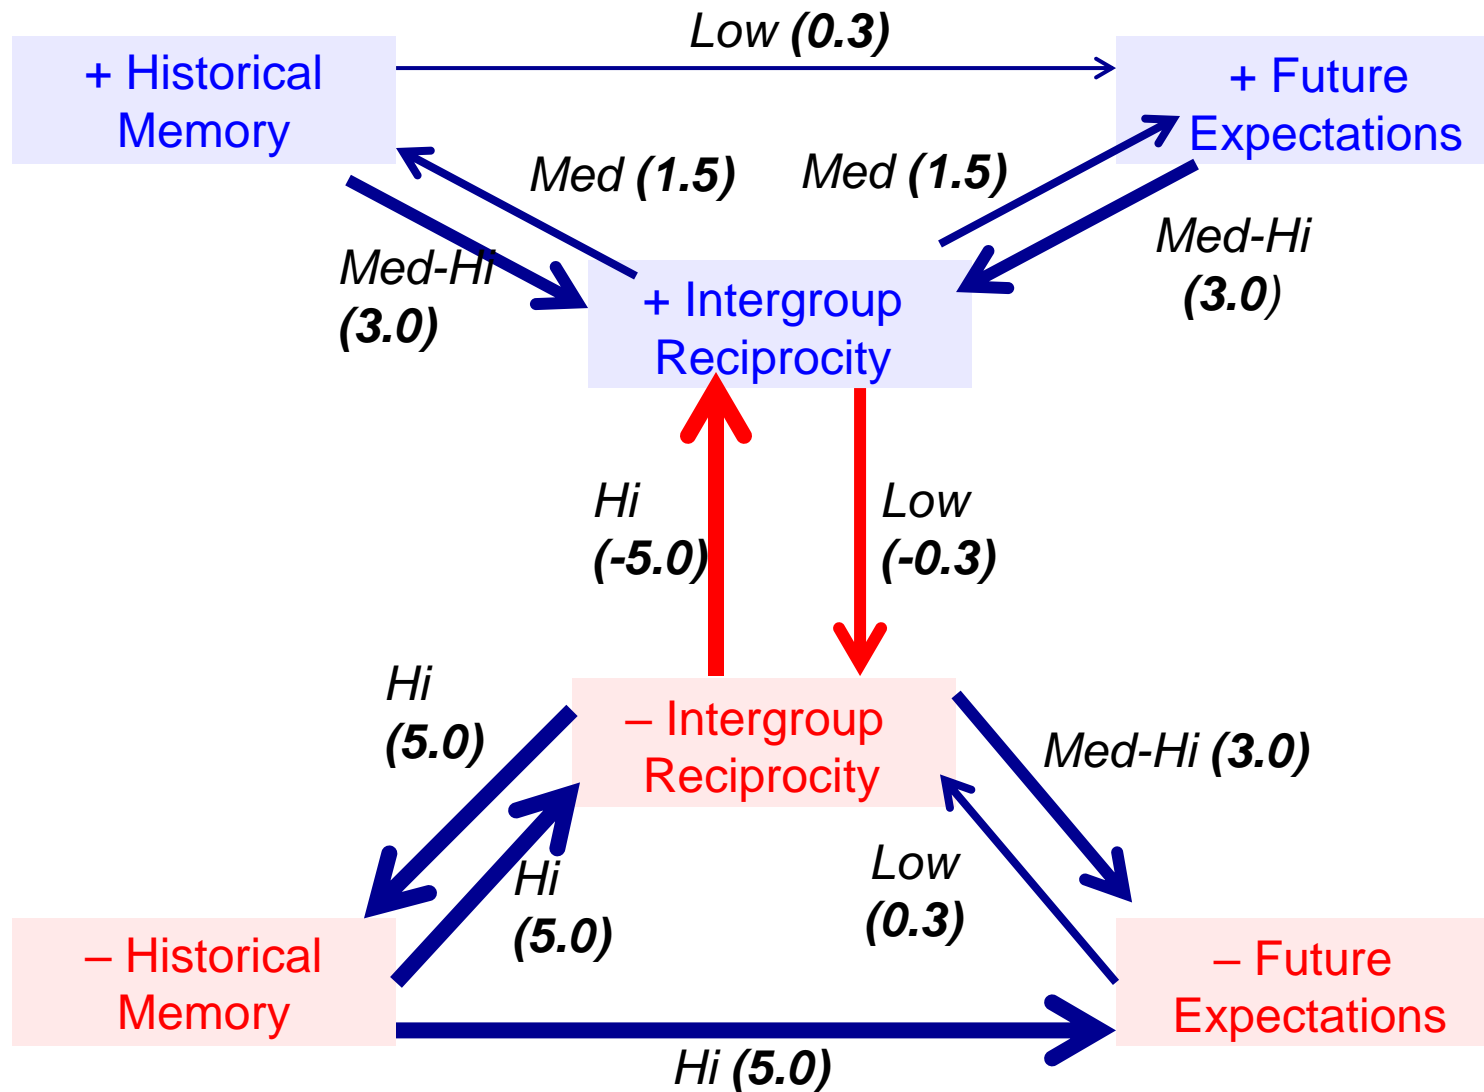 Low (0.3)
+ Historical
Memory
+ Future
Expectations
Med (1.5)
Med (1.5)
Med-Hi
(3.0)
Med-Hi
(3.0)
+ Intergroup
Reciprocity
Hi
(-5.0)
Low
(-0.3)
Hi
(5.0)
– Intergroup
Reciprocity
Med-Hi (3.0)
Hi
(5.0)
Low
(0.3)
– Historical
Memory
– Future
Expectations
Hi (5.0)